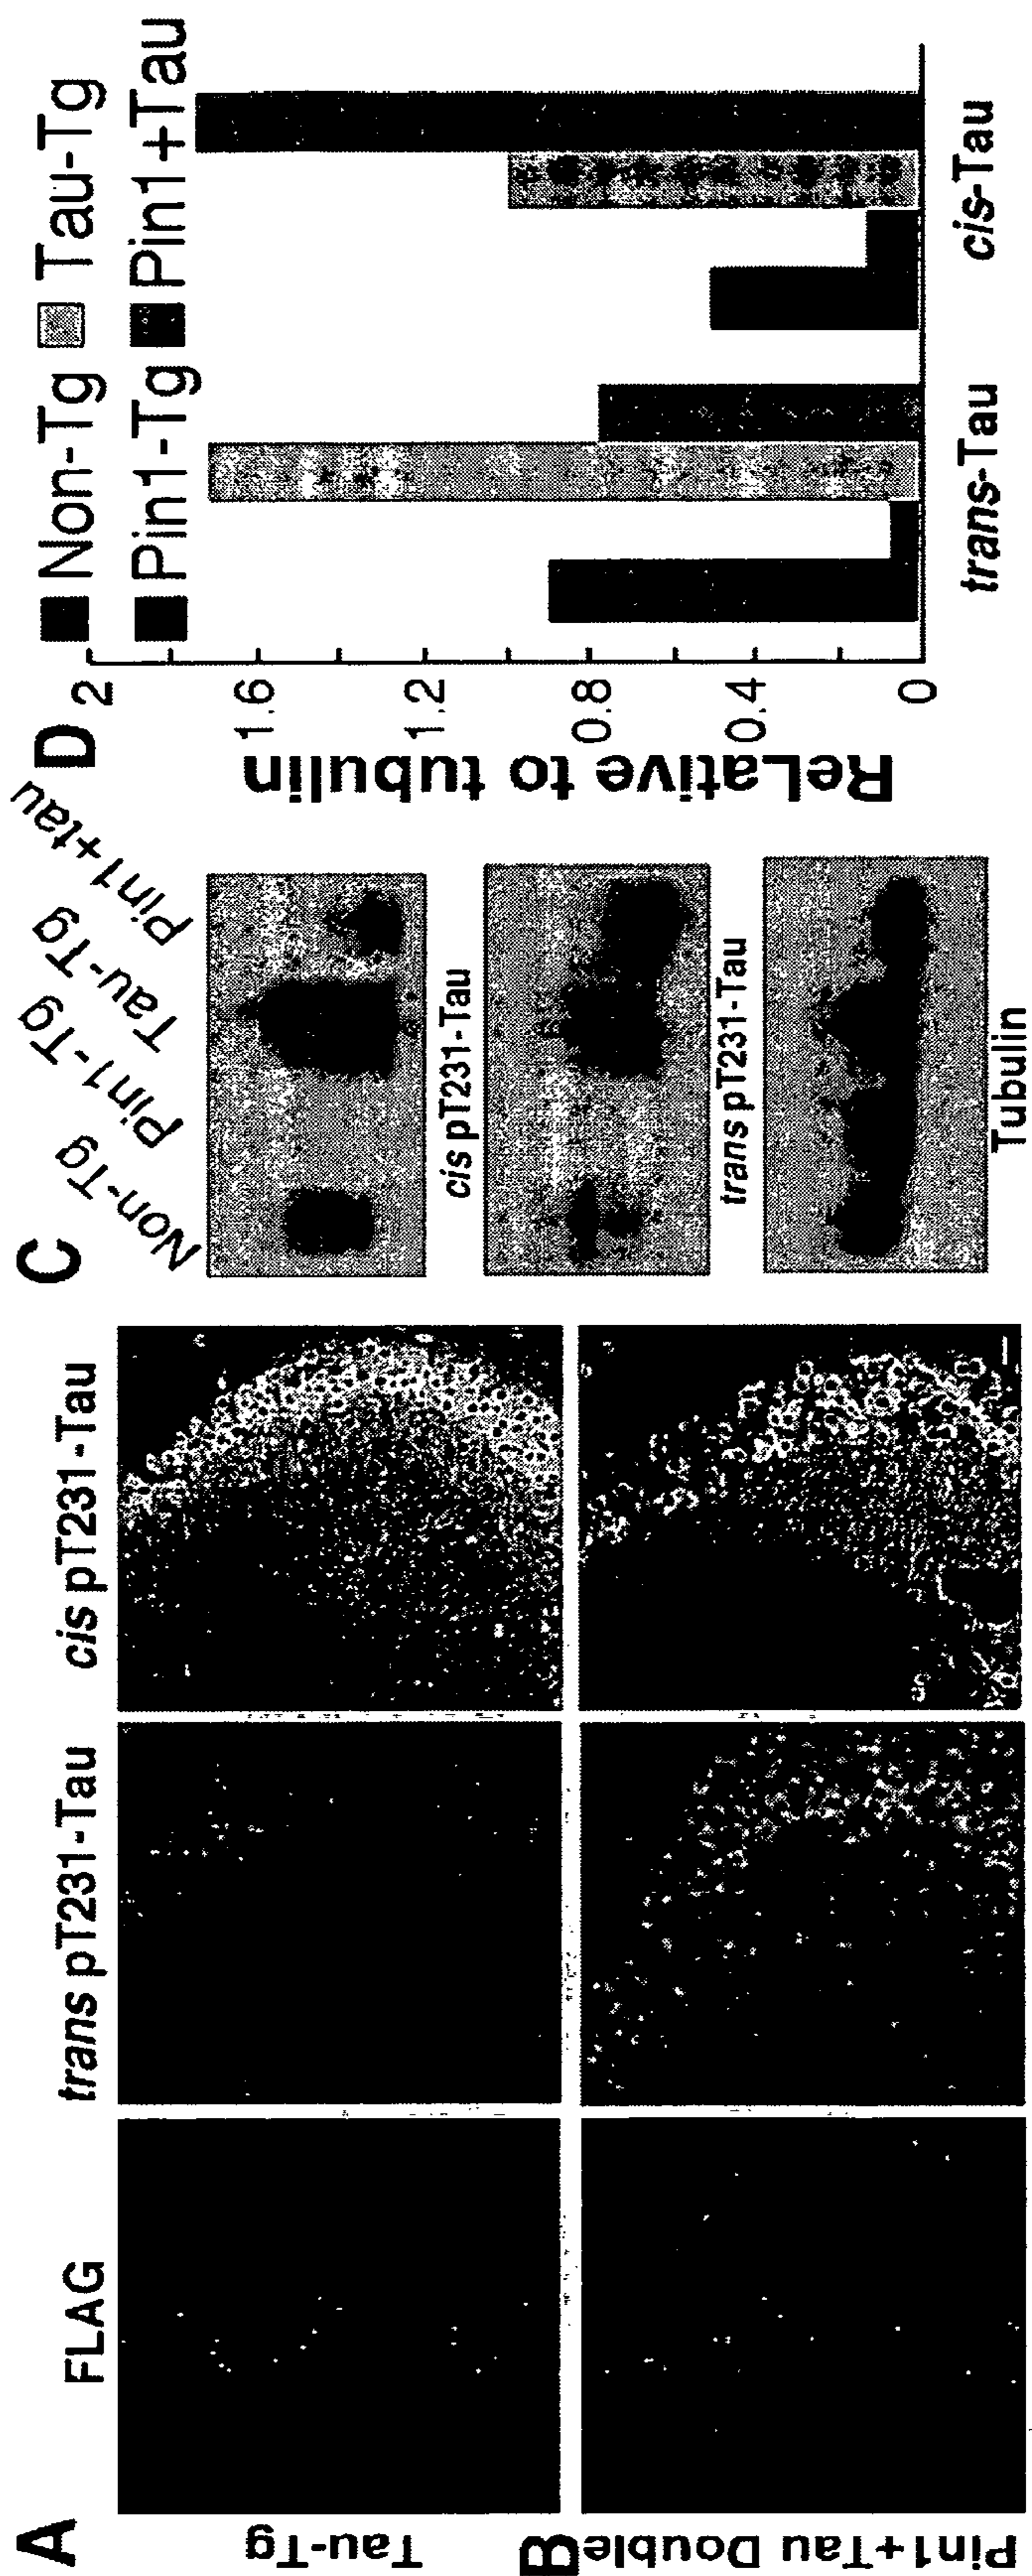 A
FLAG
trans pT231-Tau
cis pT231-Tau
Tau-Tg
B
Pin1+Tau Double
C
Non-Tg
Pin1-Tg
Tau-Tg
Pin1+tau
cis pT231-Tau
trans pT231-Tau
Tubulin
D
Non-Tg Tau-Tg
Pin1-Tg Pin1+Tau
ReLative to tubulin
2
1.6
1.2
0.8
0.4
0
trans-Tau cis-Tau